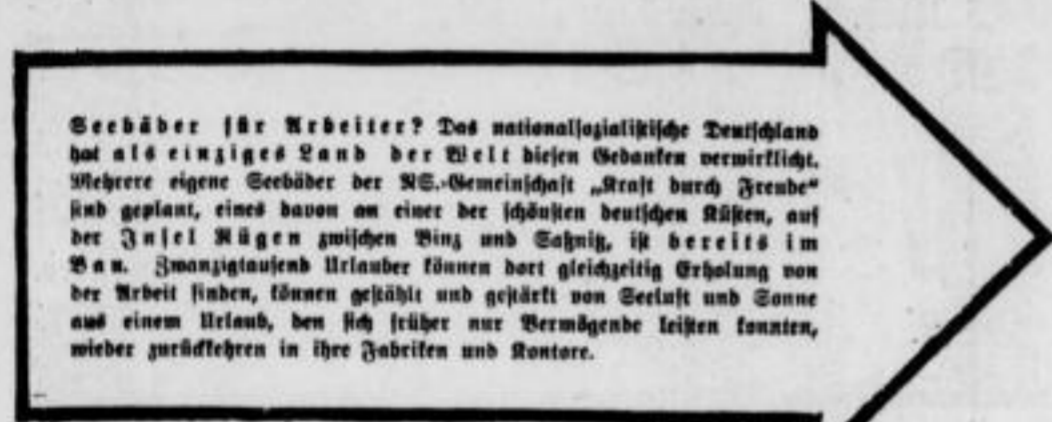 Seebäder für Arbeiter? Das nationalsozialistische Deutschland
hat als einziges Land der Welt diesen Gedanken verwirklicht.
Mehrere eigene Seebäder der NS.-Gemeinschaft „Kraft durch Freude“
sind geplant, eines davon an einer der schönsten deutschen Küsten, auf
der Insel Rügen zwischen Binz und Saßnitz, ist bereits im
Bau. Zwanzigtausend Urlauber können dort gleichzeitig Erholung von
der Arbeit finden, können gestählt und gestärkt von Seeluft und Sonne
aus einem Urlaub, den sich früher nur Vermögende leisten konnten,
wieder zurückkehren in ihre Fabriken und Kontore.